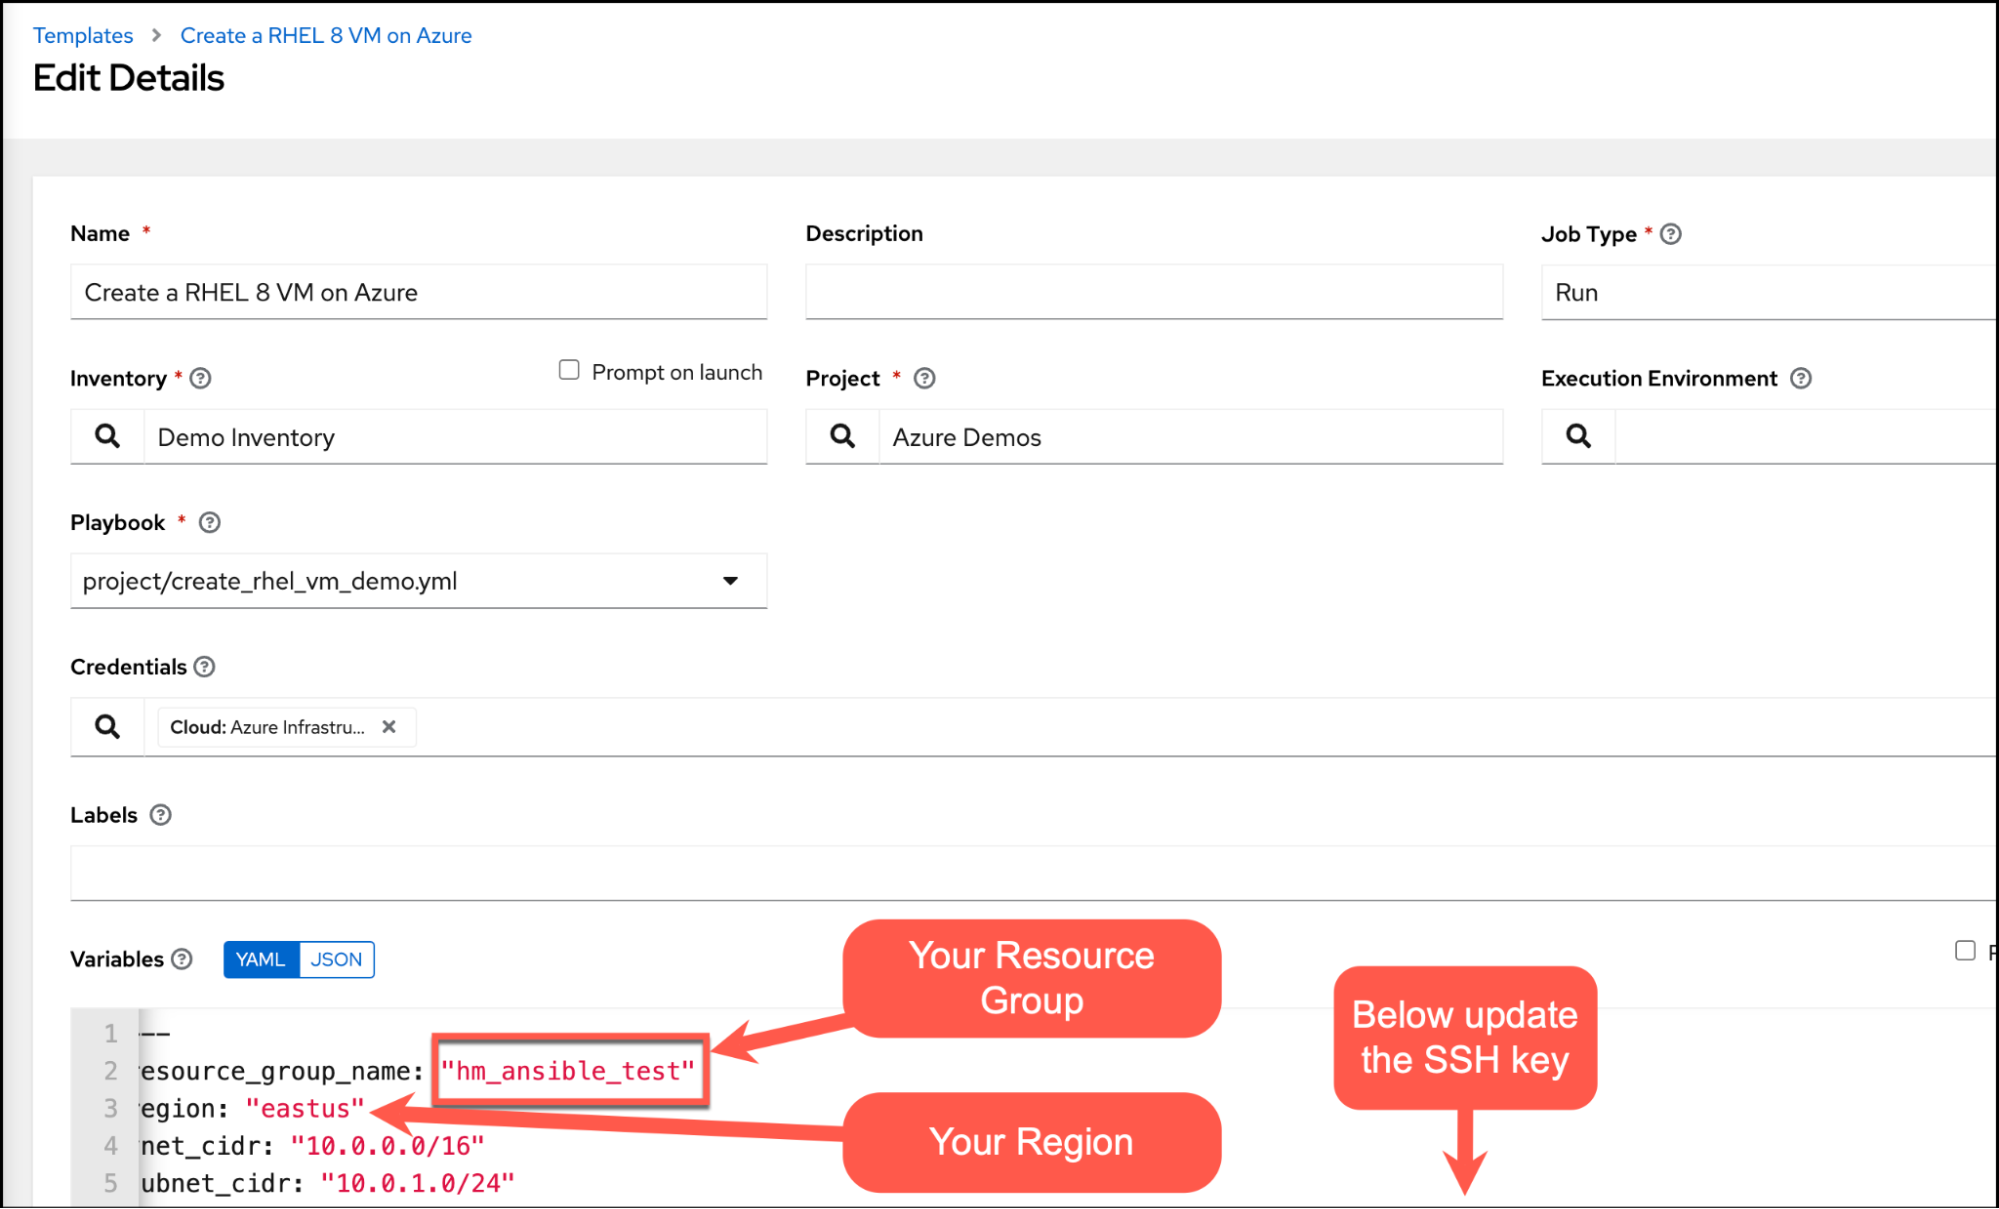 Templates > Create a RHEL 8 VM on Azure
Edit Details
Name *
Description
Job Type *
Create a RHEL 8 VM on Azure
Run
Inventory *
Prompt on launch
Project *
Execution Environment
Demo Inventory
Azure Demos
Playbook *
project/create_rhel_vm_demo.yml
Credentials
Cloud: Azure Infrastru...
Labels
Variables
YAML JSON
Your Resource
Group
Below update
the SSH key
Your Region
1 ---
2 esource_group_name: "hm_ansible_test"
3 egion: "eastus"
4 net_cidr: "10.0.0.0/16"
5 ubnet_cidr: "10.0.1.0/24"